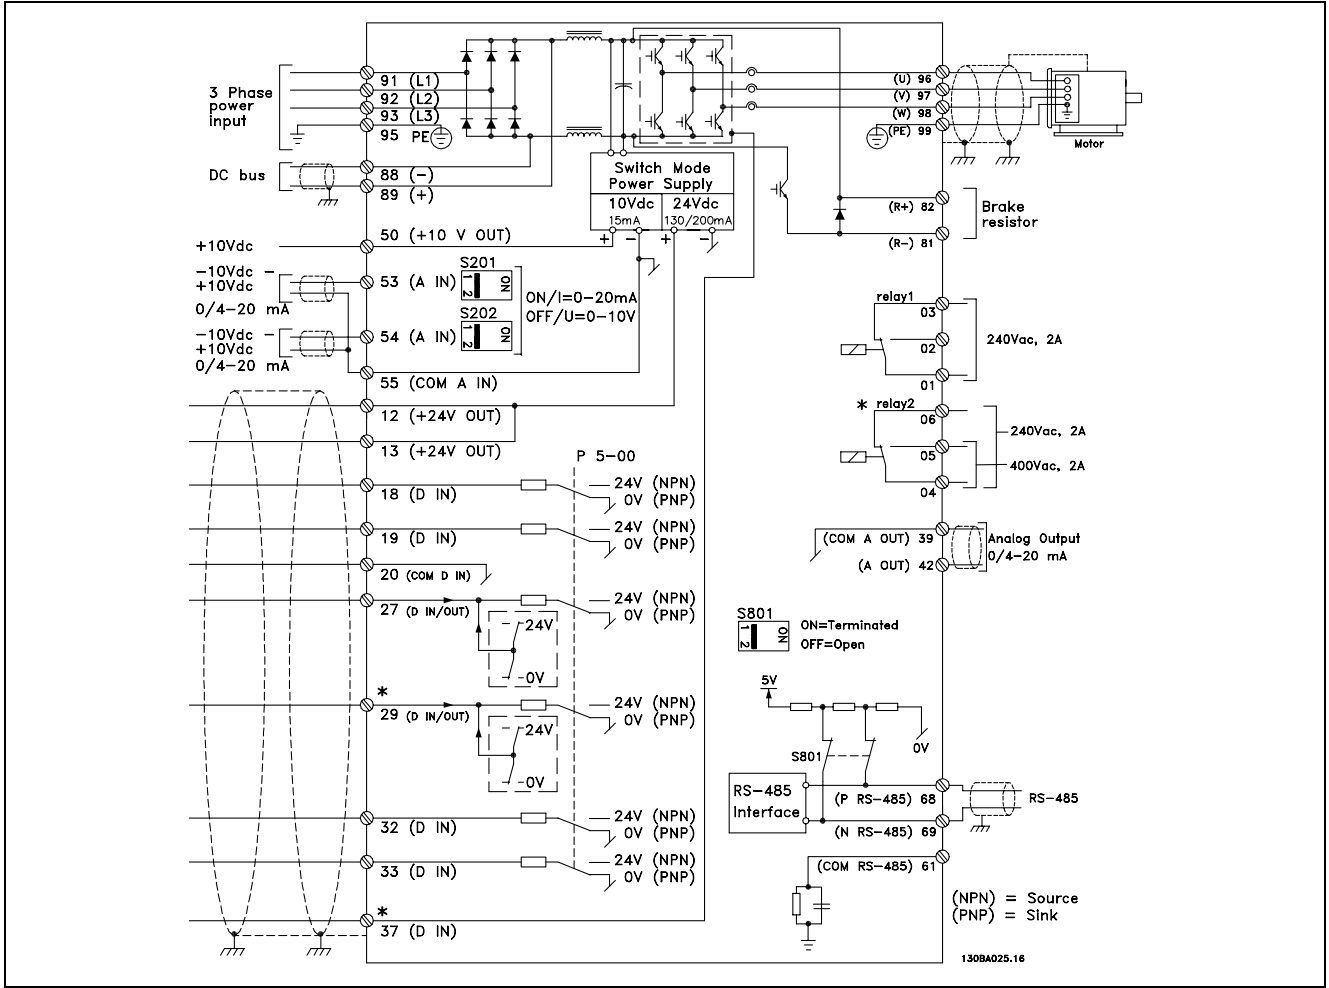 3 Phase
power
input
91 (L1)
92 (L2)
93 (L3)
95 PE
DC bus
88 (-)
89 (+)
+10Vdc
50 (+10 V OUT)
-10Vdc -
+10Vdc
0/4-20 mA
53 (A IN)
S201
ON
1 2
-10Vdc -
+10Vdc
0/4-20 mA
54 (A IN)
S202
ON
1 2
ON/I=0-20mA
OFF/U=0-10V
55 (COM A IN)
12 (+24V OUT)
13 (+24V OUT)
P 5-00
18 (D IN)
24V (NPN)
0V (PNP)
19 (D IN)
24V (NPN)
0V (PNP)
20 (COM D IN)
27 (D IN/OUT)
24V (NPN)
0V (PNP)
24V
0V
*
29 (D IN/OUT)
24V (NPN)
0V (PNP)
24V
0V
32 (D IN)
24V (NPN)
0V (PNP)
33 (D IN)
24V (NPN)
0V (PNP)
*
37 (D IN)
Switch Mode
Power Supply
10Vdc
15mA
24Vdc
130/200mA
+ - + -
(U) 96
(V) 97
(W) 98
(PE) 99
Motor
(R+) 82
(R-) 81
Brake
resistor
relay1
03
02
01
240Vac, 2A
* relay2
06
05
04
240Vac, 2A
400Vac, 2A
(COM A OUT) 39
(A OUT) 42
Analog Output
0/4-20 mA
S801
ON
1 2
ON=Terminated
OFF=Open
5V
0V
S801
RS-485
Interface
(P RS-485) 68
(N RS-485) 69
RS-485
(COM RS-485) 61
(NPN) = Source
(PNP) = Sink
130BA025.16